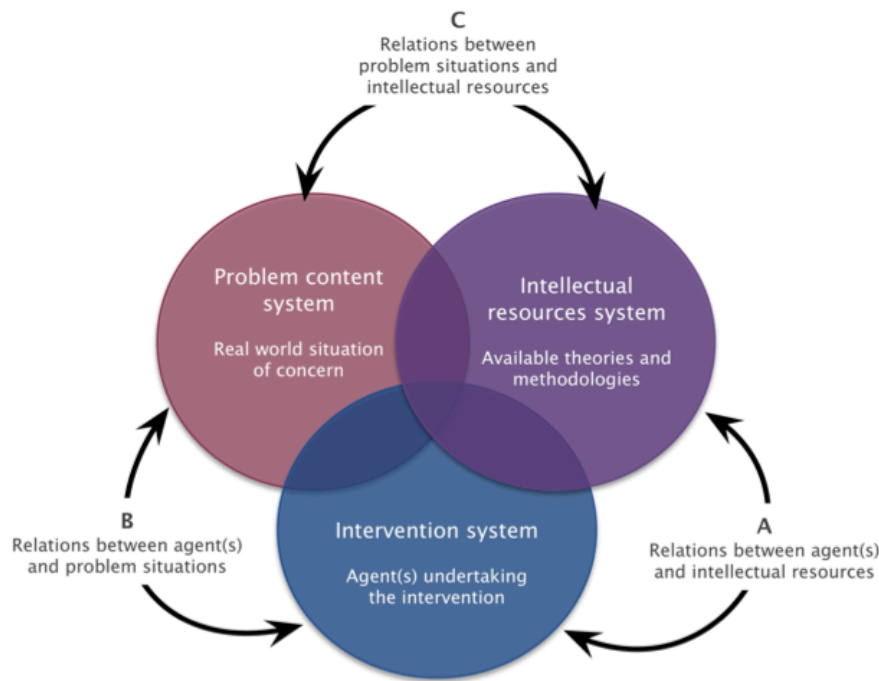 C
Relations between
problem situations and
intellectual resources
Problem content
system
Real world situation
of concern
Intellectual
resources system
Available theories and
methodologies
B
Relations between agent(s)
and problem situations
Intervention system
Agent(s) undertaking
the intervention
A
Relations between agent(s)
and intellectual resources